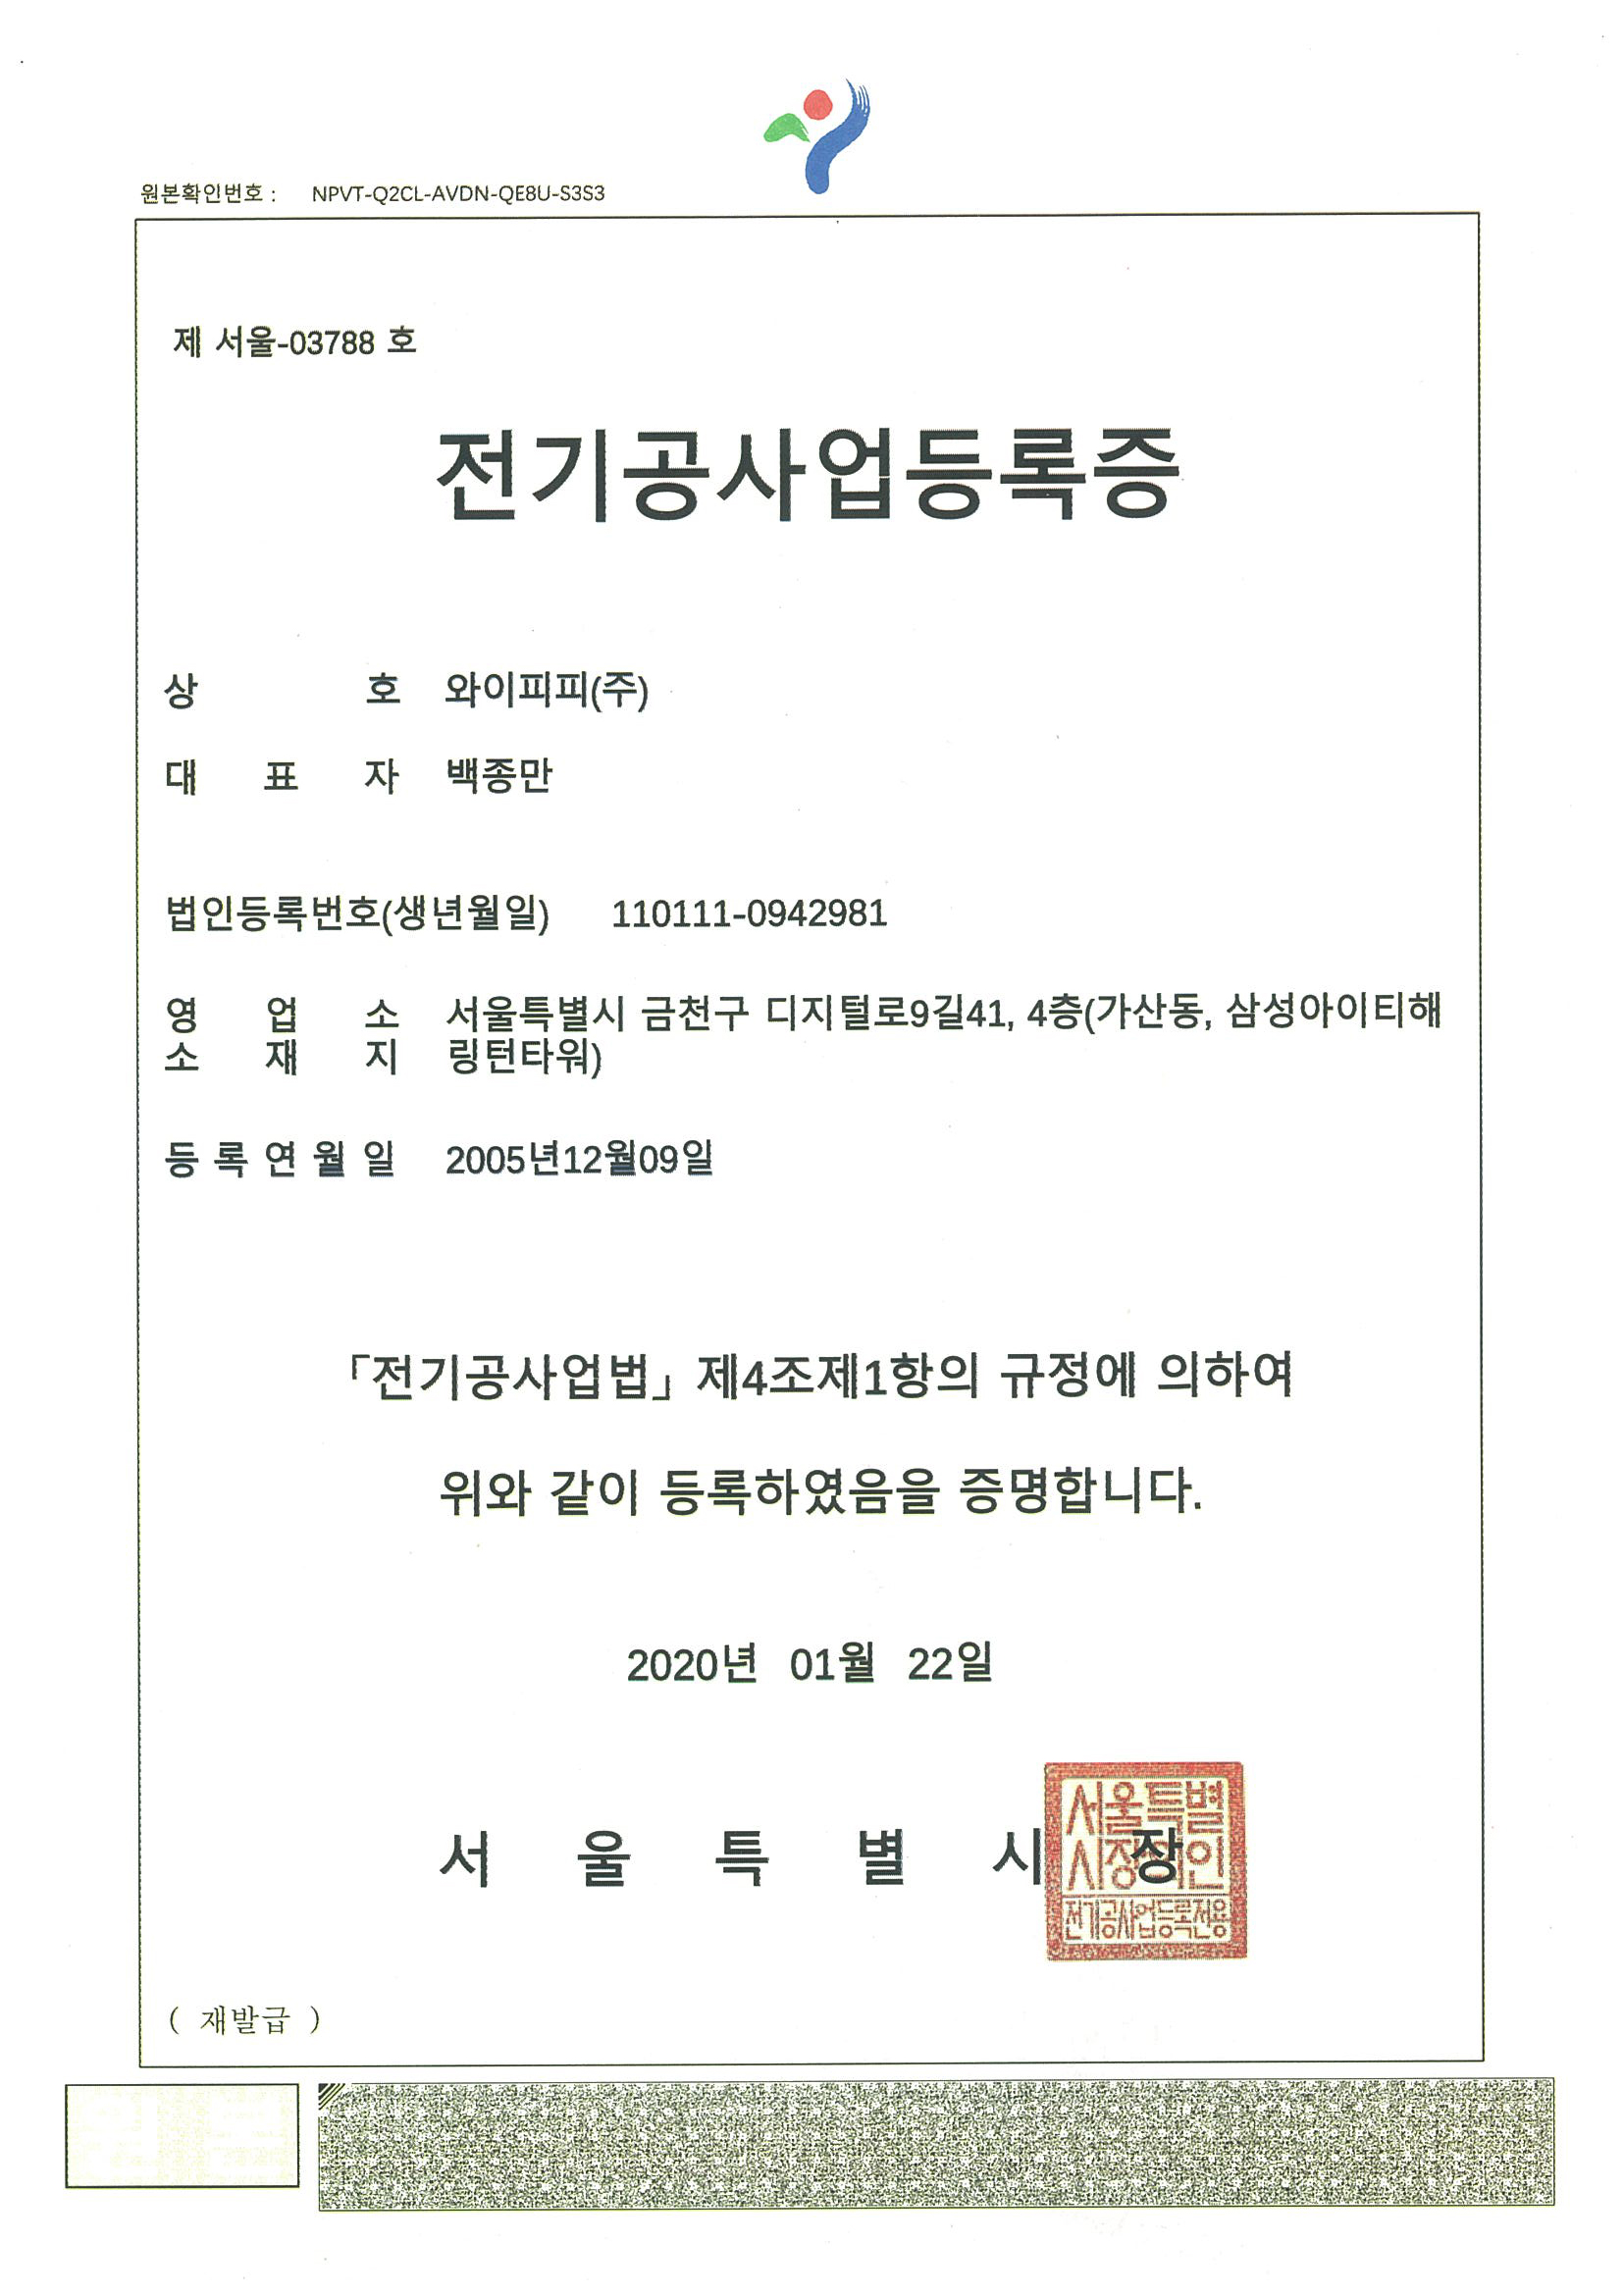 원본확인번호 : NPVT-Q2CL-AVDN-QE8U-S3S3
제 서울-03788 호
전기공사업등록증
상 호 와이피피(주)
대 표 자 백종만
법인등록번호(생년월일) 110111-0942981
영 업 소 서울특별시 금천구 디지털로9길41, 4층(가산동, 삼성아이티해
소 재 지 링턴타워)
등 록 연 월 일 2005년12월09일
「전기공사업법」 제4조제1항의 규정에 의하여
위와 같이 등록하였음을 증명합니다.
2020년 01월 22일
서 울 특 별 시 장
서울특별
시장 인
전기공사업등록전용
( 재발급 )